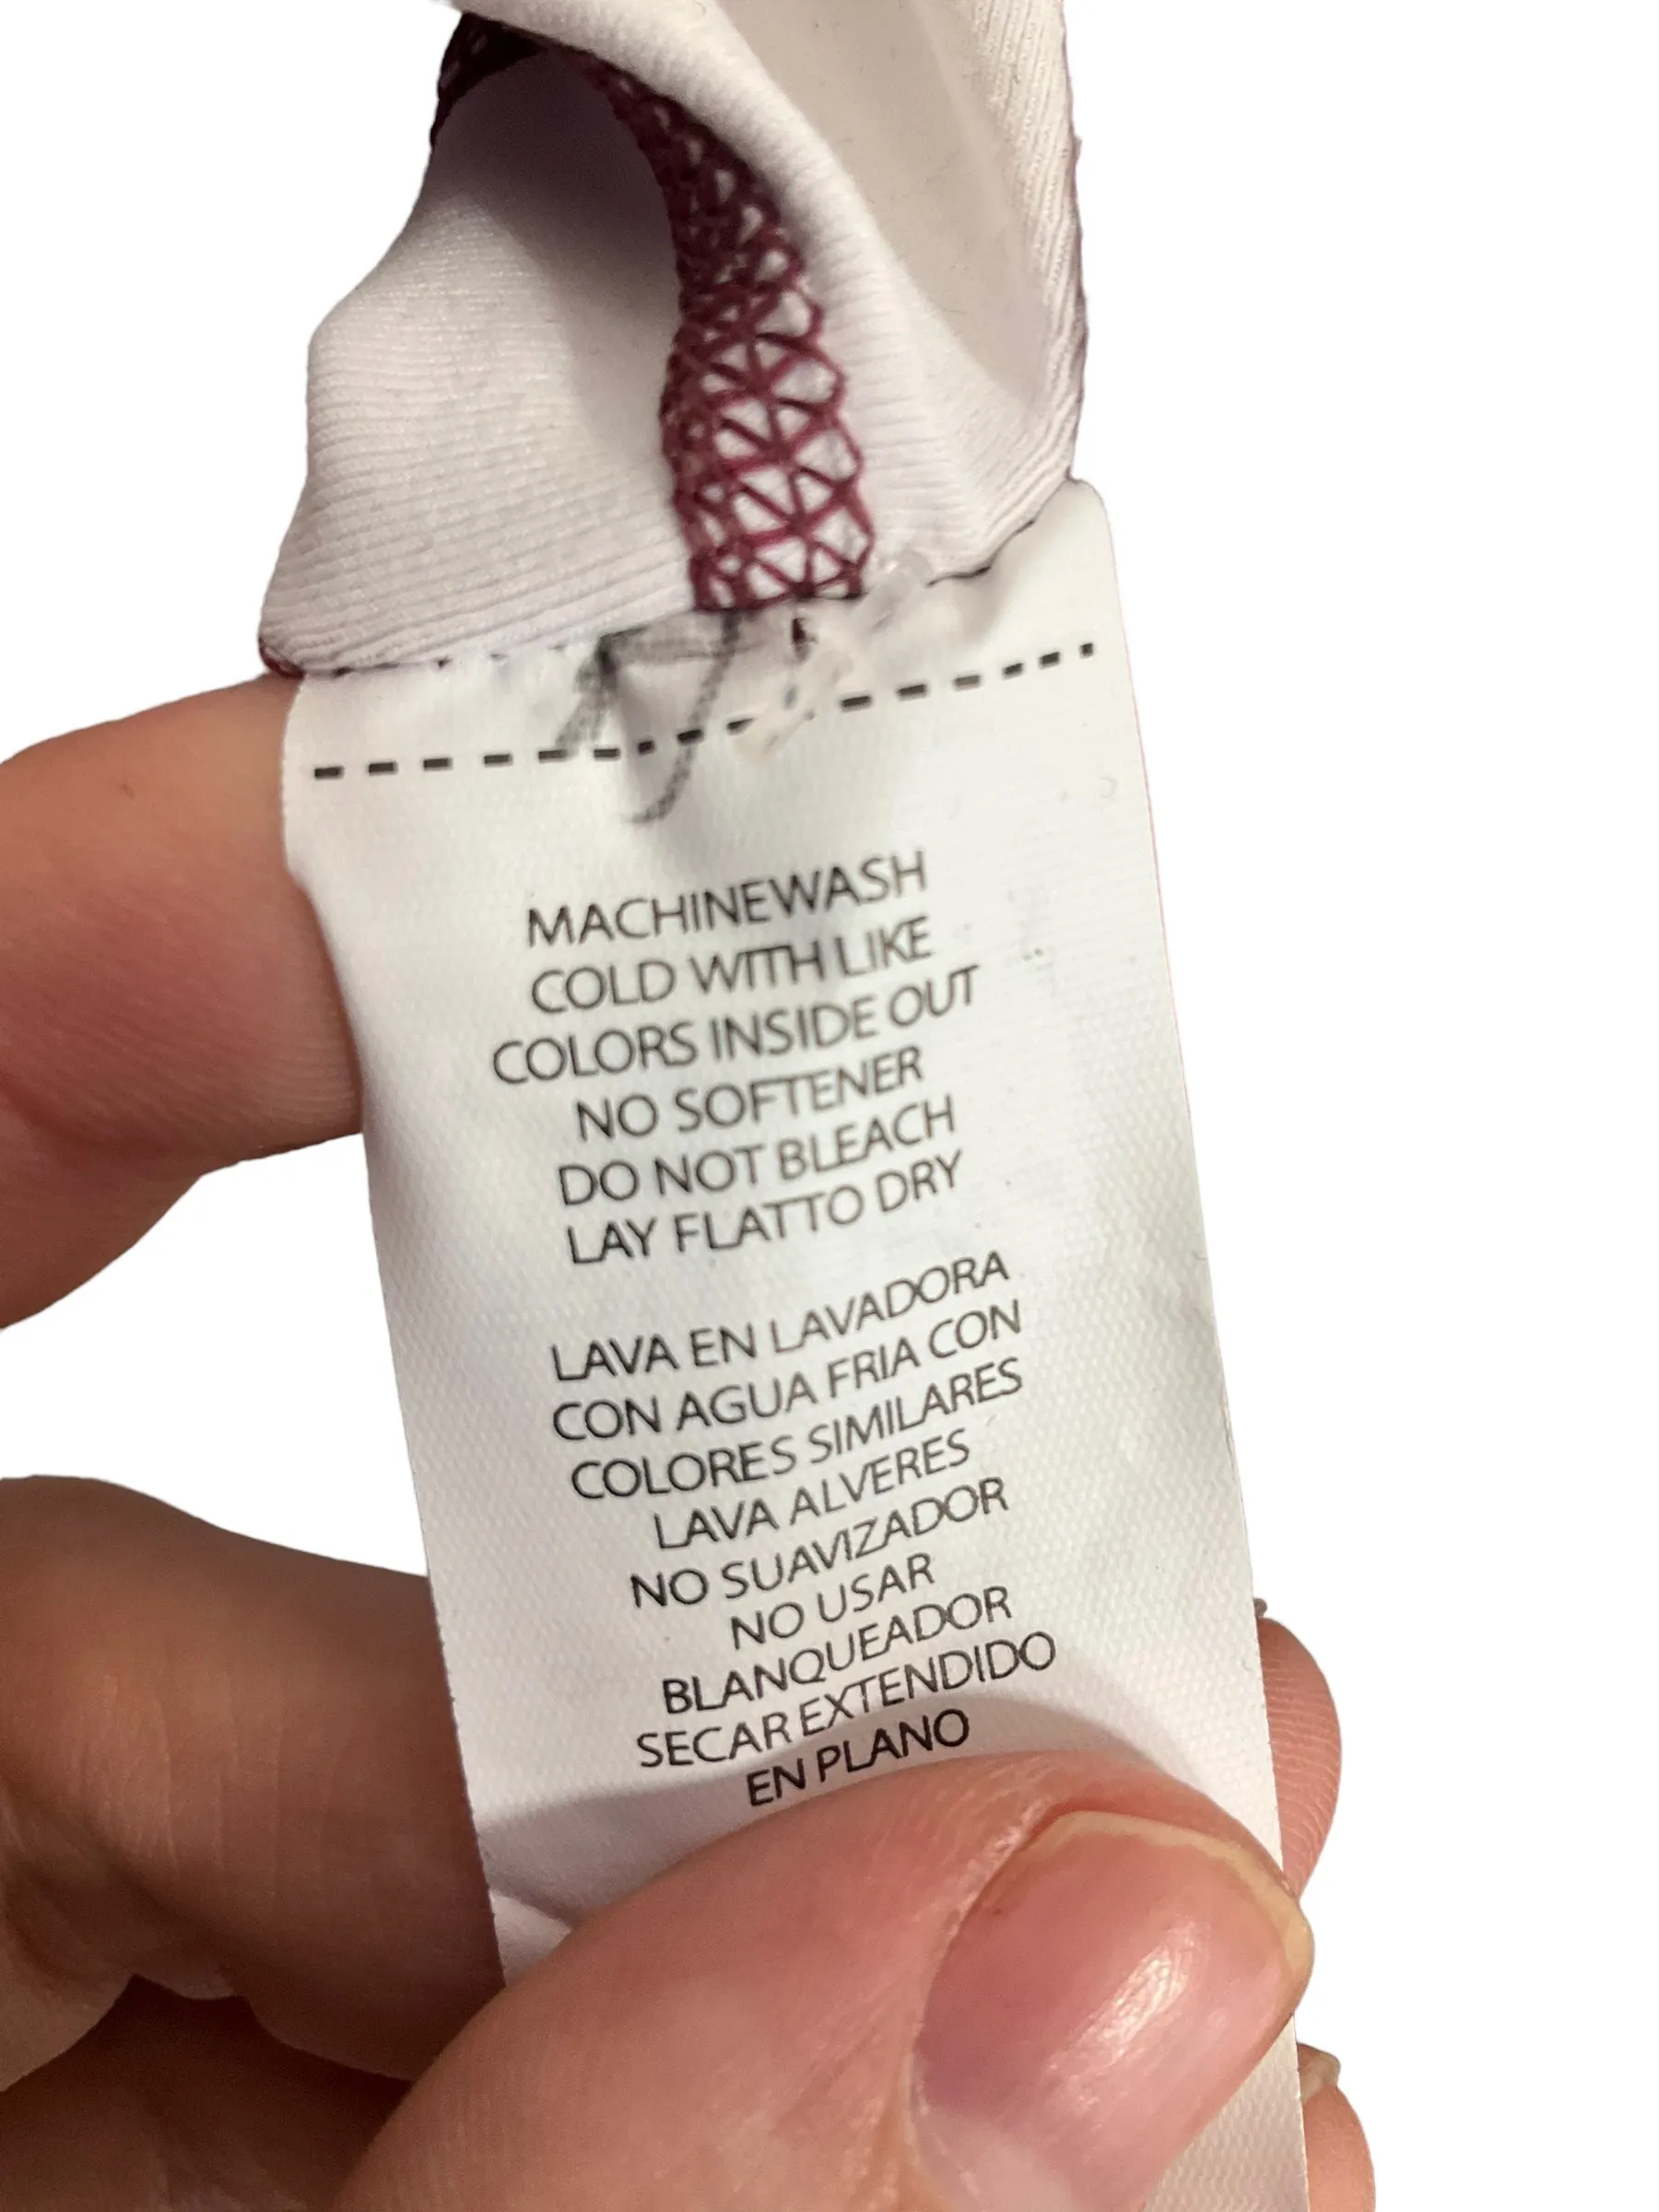 MACHINEWASH
COLD WITH LIKE
COLORS INSIDE OUT
NO SOFTENER
DO NOT BLEACH
LAY FLATTO DRY
LAVA EN LAVADORA
CON AGUA FRIA CON
COLORES SIMILARES
LAVA ALVERES
NO SUAVIZADOR
NO USAR
BLANQUEADOR
SECAR EXTENDIDO
EN PLANO